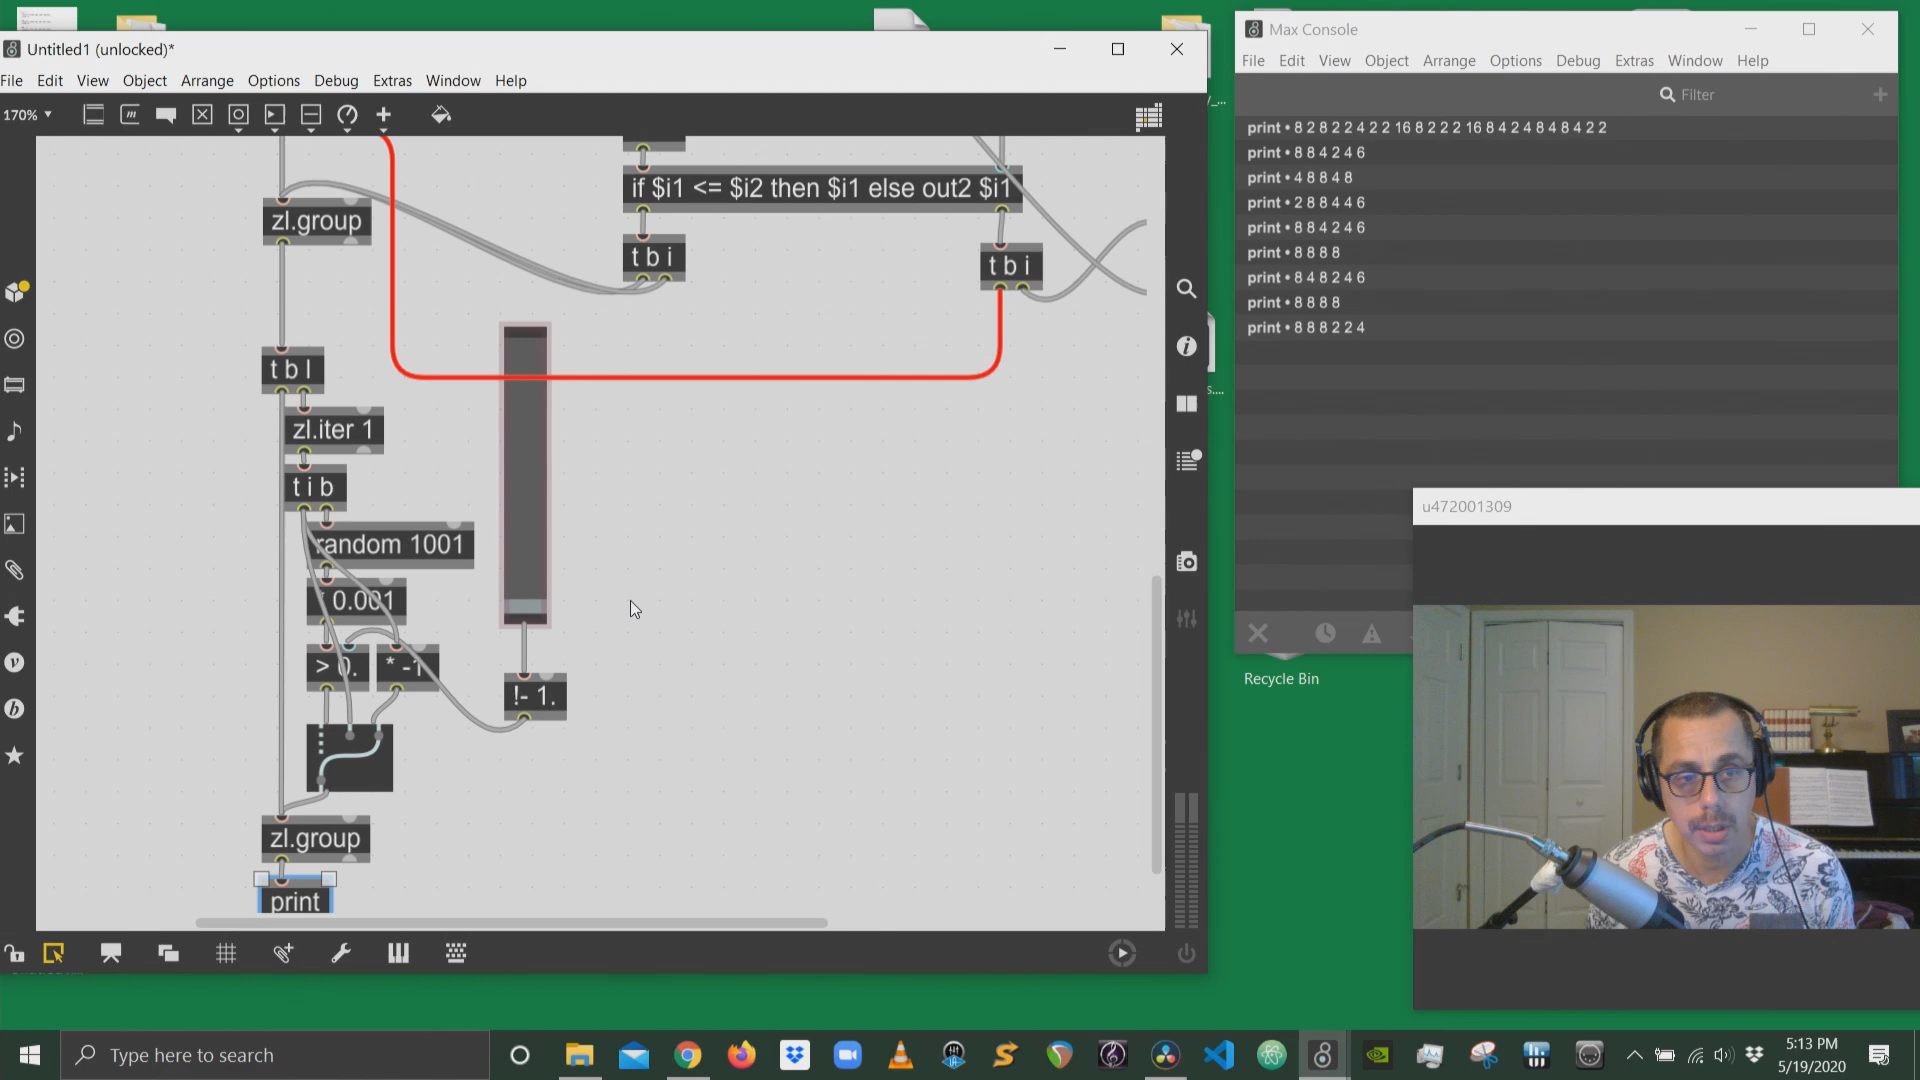 Untitled1 (unlocked)*
File Edit View Object Arrange Options Debug Extras Window Help
170%
zl.group
if $i1 <= $i2 then $i1 else out2 $i1
t b i
t b i
t b l
zl.iter 1
t i b
random 1001
0.001
> 0.
* -1
!- 1.
zl.group
print
Max Console
File Edit View Object Arrange Options Debug Extras Window Help
Filter
print • 8 2 8 2 2 4 2 2 16 8 2 2 2 16 8 4 2 4 8 4 8 4 2 2
print • 8 8 4 2 4 6
print • 4 8 8 4 8
print • 2 8 8 4 4 6
print • 8 8 4 2 4 6
print • 8 8 8 8
print • 8 4 8 2 4 6
print • 8 8 8 8
print • 8 8 8 2 2 4
u472001309
Recycle Bin
Type here to search
5:13 PM
5/19/2020